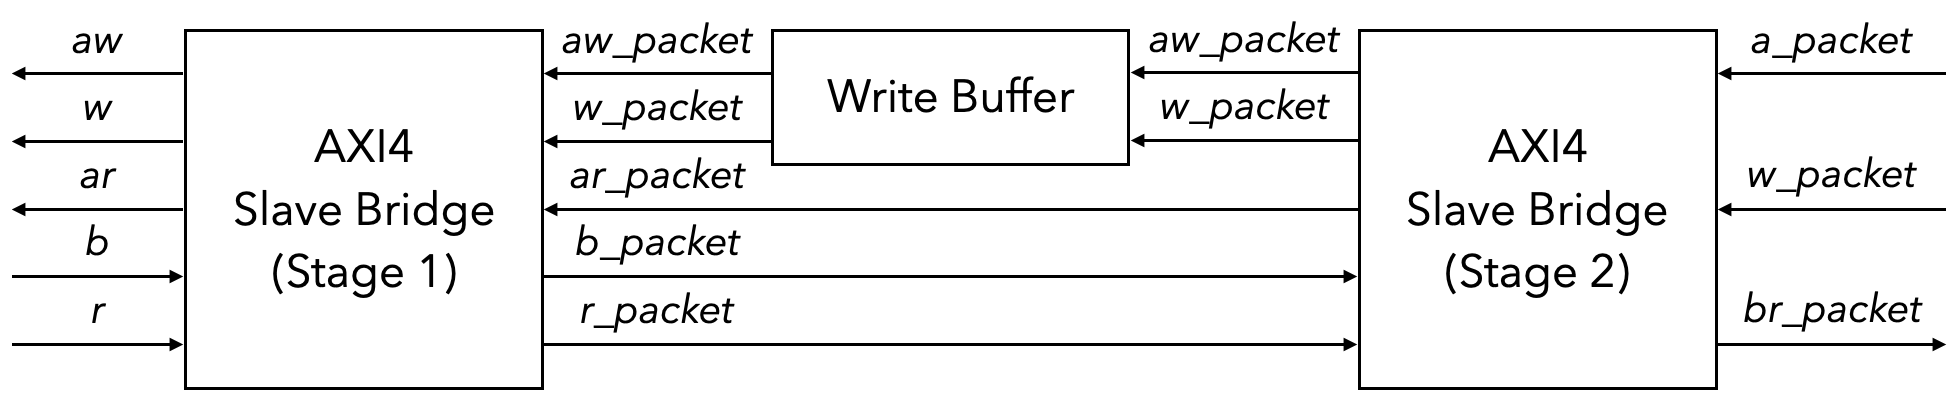 aw
w
ar
b
r
AXI4
Slave Bridge
(Stage 1)
aw_packet
w_packet
ar_packet
b_packet
r_packet
Write Buffer
aw_packet
w_packet
AXI4
Slave Bridge
(Stage 2)
a_packet
w_packet
br_packet